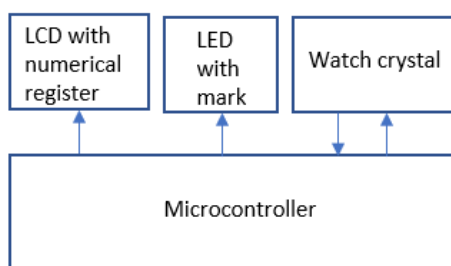 LCD with
numerical
register
LED
with
mark
Watch crystal
Microcontroller